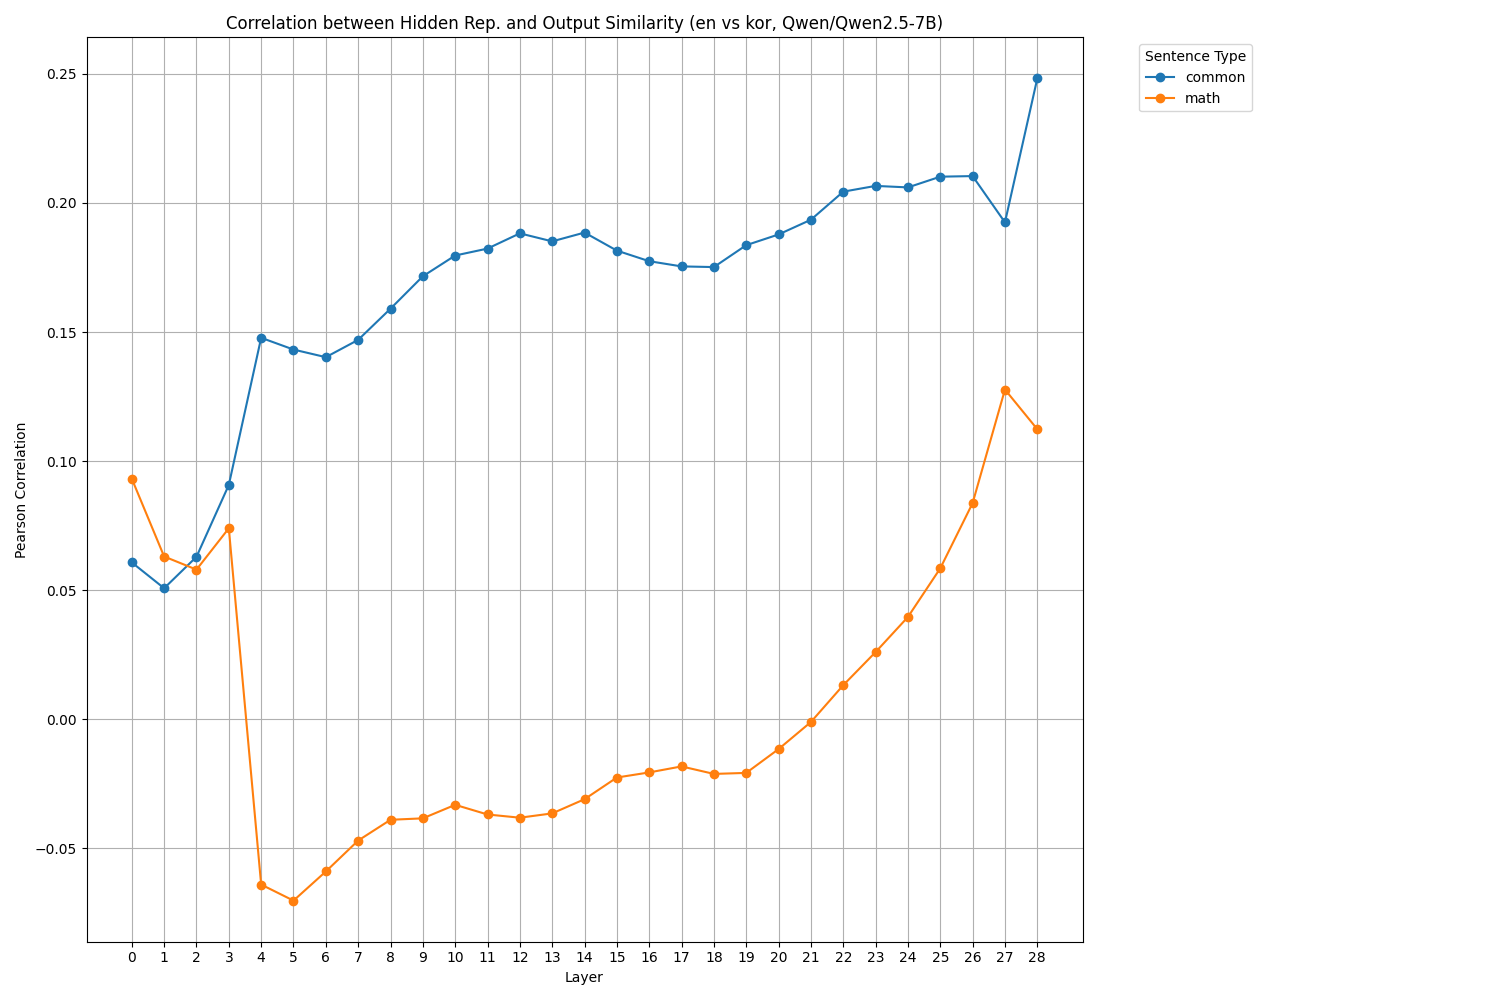 Correlation between Hidden Rep. and Output Similarity (en vs kor, Qwen/Qwen2.5-7B)
Sentence Type
common
math
0.25
0.20
0.15
0.10
0.05
0.00
−0.05
Pearson Correlation
0 1 2 3 4 5 6 7 8 9 10 11 12 13 14 15 16 17 18 19 20 21 22 23 24 25 26 27 28
Layer